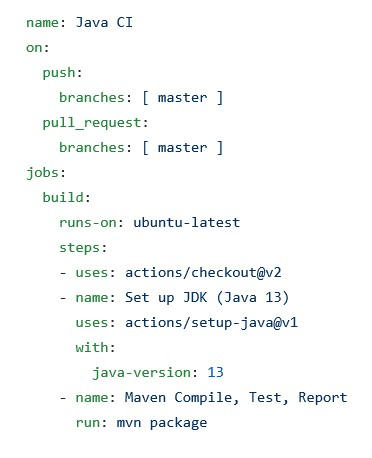 name: Java CI
on:
  push:
    branches: [ master ]
  pull_request:
    branches: [ master ]
jobs:
  build:
    runs-on: ubuntu-latest
    steps:
    - uses: actions/checkout@v2
    - name: Set up JDK (Java 13)
      uses: actions/setup-java@v1
      with:
        java-version: 13
    - name: Maven Compile, Test, Report
      run: mvn package